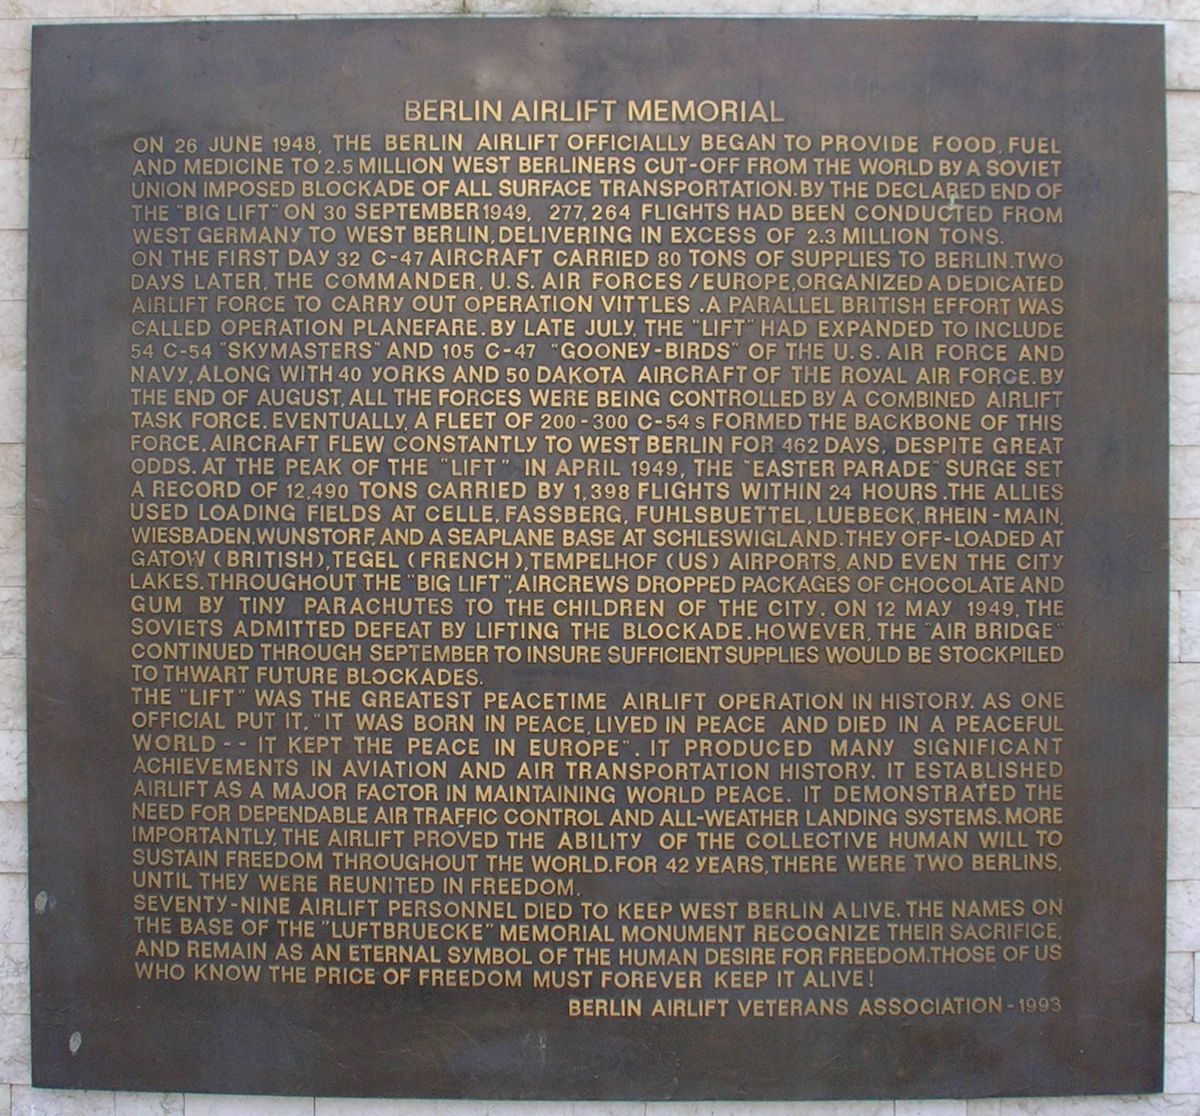 BERLIN AIRLIFT MEMORIAL
ON 26 JUNE 1948, THE BERLIN AIRLIFT OFFICIALLY BEGAN TO PROVIDE FOOD, FUEL
AND MEDICINE TO 2.5 MILLION WEST BERLINERS CUT-OFF FROM THE WORLD BY A SOVIET
UNION IMPOSED BLOCKADE OF ALL SURFACE TRANSPORTATION. BY THE DECLARED END OF
THE "BIG LIFT" ON 30 SEPTEMBER 1949, 277,264 FLIGHTS HAD BEEN CONDUCTED FROM
WEST GERMANY TO WEST BERLIN, DELIVERING IN EXCESS OF 2.3 MILLION TONS.
ON THE FIRST DAY 32 C-47 AIRCRAFT CARRIED 80 TONS OF SUPPLIES TO BERLIN. TWO
DAYS LATER, THE COMMANDER, U.S. AIR FORCES /EUROPE, ORGANIZED A DEDICATED
AIRLIFT FORCE TO CARRY OUT OPERATION VITTLES .A PARALLEL BRITISH EFFORT WAS
CALLED OPERATION PLANEFARE. BY LATE JULY, THE "LIFT" HAD EXPANDED TO INCLUDE
54 C-54 "SKYMASTERS" AND 105 C-47 "GOONEY-BIRDS" OF THE U.S. AIR FORCE AND
NAVY, ALONG WITH 40 YORKS AND 50 DAKOTA AIRCRAFT OF THE ROYAL AIR FORCE. BY
THE END OF AUGUST, ALL THE FORCES WERE BEING CONTROLLED BY A COMBINED AIRLIFT
TASK FORCE. EVENTUALLY, A FLEET OF 200-300 C-54s FORMED THE BACKBONE OF THIS
FORCE. AIRCRAFT FLEW CONSTANTLY TO WEST BERLIN FOR 462 DAYS, DESPITE GREAT
ODDS. AT THE PEAK OF THE "LIFT" IN APRIL 1949, THE "EASTER PARADE" SURGE SET
A RECORD OF 12,490 TONS CARRIED BY 1,398 FLIGHTS WITHIN 24 HOURS .THE ALLIES
USED LOADING FIELDS AT CELLE, FASSBERG, FUHLSBUETTEL, LUEBECK, RHEIN-MAIN,
WIESBADEN, WUNSTORF, AND A SEAPLANE BASE AT SCHLESWIGLAND. THEY OFF-LOADED AT
GATOW (BRITISH), TEGEL (FRENCH), TEMPELHOF (US) AIRPORTS, AND EVEN THE CITY
LAKES. THROUGHOUT THE "BIG LIFT", AIRCREWS DROPPED PACKAGES OF CHOCOLATE AND
GUM BY TINY PARACHUTES TO THE CHILDREN OF THE CITY. ON 12 MAY 1949, THE
SOVIETS ADMITTED DEFEAT BY LIFTING THE BLOCKADE. HOWEVER, THE "AIR BRIDGE"
CONTINUED THROUGH SEPTEMBER TO INSURE SUFFICIENT SUPPLIES WOULD BE STOCKPILED
TO THWART FUTURE BLOCKADES.
THE "LIFT" WAS THE GREATEST PEACETIME AIRLIFT OPERATION IN HISTORY. AS ONE
OFFICIAL PUT IT, "IT WAS BORN IN PEACE, LIVED IN PEACE AND DIED IN A PEACEFUL
WORLD -- IT KEPT THE PEACE IN EUROPE". IT PRODUCED MANY SIGNIFICANT
ACHIEVEMENTS IN AVIATION AND AIR TRANSPORTATION HISTORY. IT ESTABLISHED
AIRLIFT AS A MAJOR FACTOR IN MAINTAINING WORLD PEACE. IT DEMONSTRATED THE
NEED FOR DEPENDABLE AIR TRAFFIC CONTROL AND ALL-WEATHER LANDING SYSTEMS. MORE
IMPORTANTLY, THE AIRLIFT PROVED THE ABILITY OF THE COLLECTIVE HUMAN WILL TO
SUSTAIN FREEDOM THROUGHOUT THE WORLD. FOR 42 YEARS, THERE WERE TWO BERLINS,
UNTIL THEY WERE REUNITED IN FREEDOM.
SEVENTY-NINE AIRLIFT PERSONNEL DIED TO KEEP WEST BERLIN ALIVE. THE NAMES ON
THE BASE OF THE "LUFTBRUECKE" MEMORIAL MONUMENT RECOGNIZE THEIR SACRIFICE,
AND REMAIN AS AN ETERNAL SYMBOL OF THE HUMAN DESIRE FOR FREEDOM. THOSE OF US
WHO KNOW THE PRICE OF FREEDOM MUST FOREVER KEEP IT ALIVE!
BERLIN AIRLIFT VETERANS ASSOCIATION - 1993